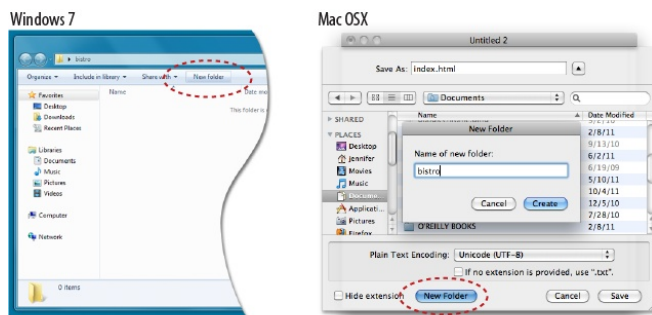 Windows 7
bistro
Organize Include in library Share with New folder
Name
Favorites
Desktop
Downloads
Recent Places
This folder is
Libraries
Documents
Music
Pictures
Videos
Computer
Network
0 items
Mac OSX
Untitled 2
Save As: index.html
Documents
Name Date Modified
SHARED
PLACES
Desktop
jennifer
Movies
Music
Docume...
Applicati...
Pictures
Firefox
New Folder
Name of new folder:
bistro
Cancel Create
2/8/11
9/13/10
6/2/11
6/19/09
5/10/11
10/4/11
12/5/10
7/28/10
O'REILLY BOOKS 2/8/11
Plain Text Encoding: Unicode (UTF-8)
If no extension is provided, use ".txt".
Hide extension New Folder Cancel Save